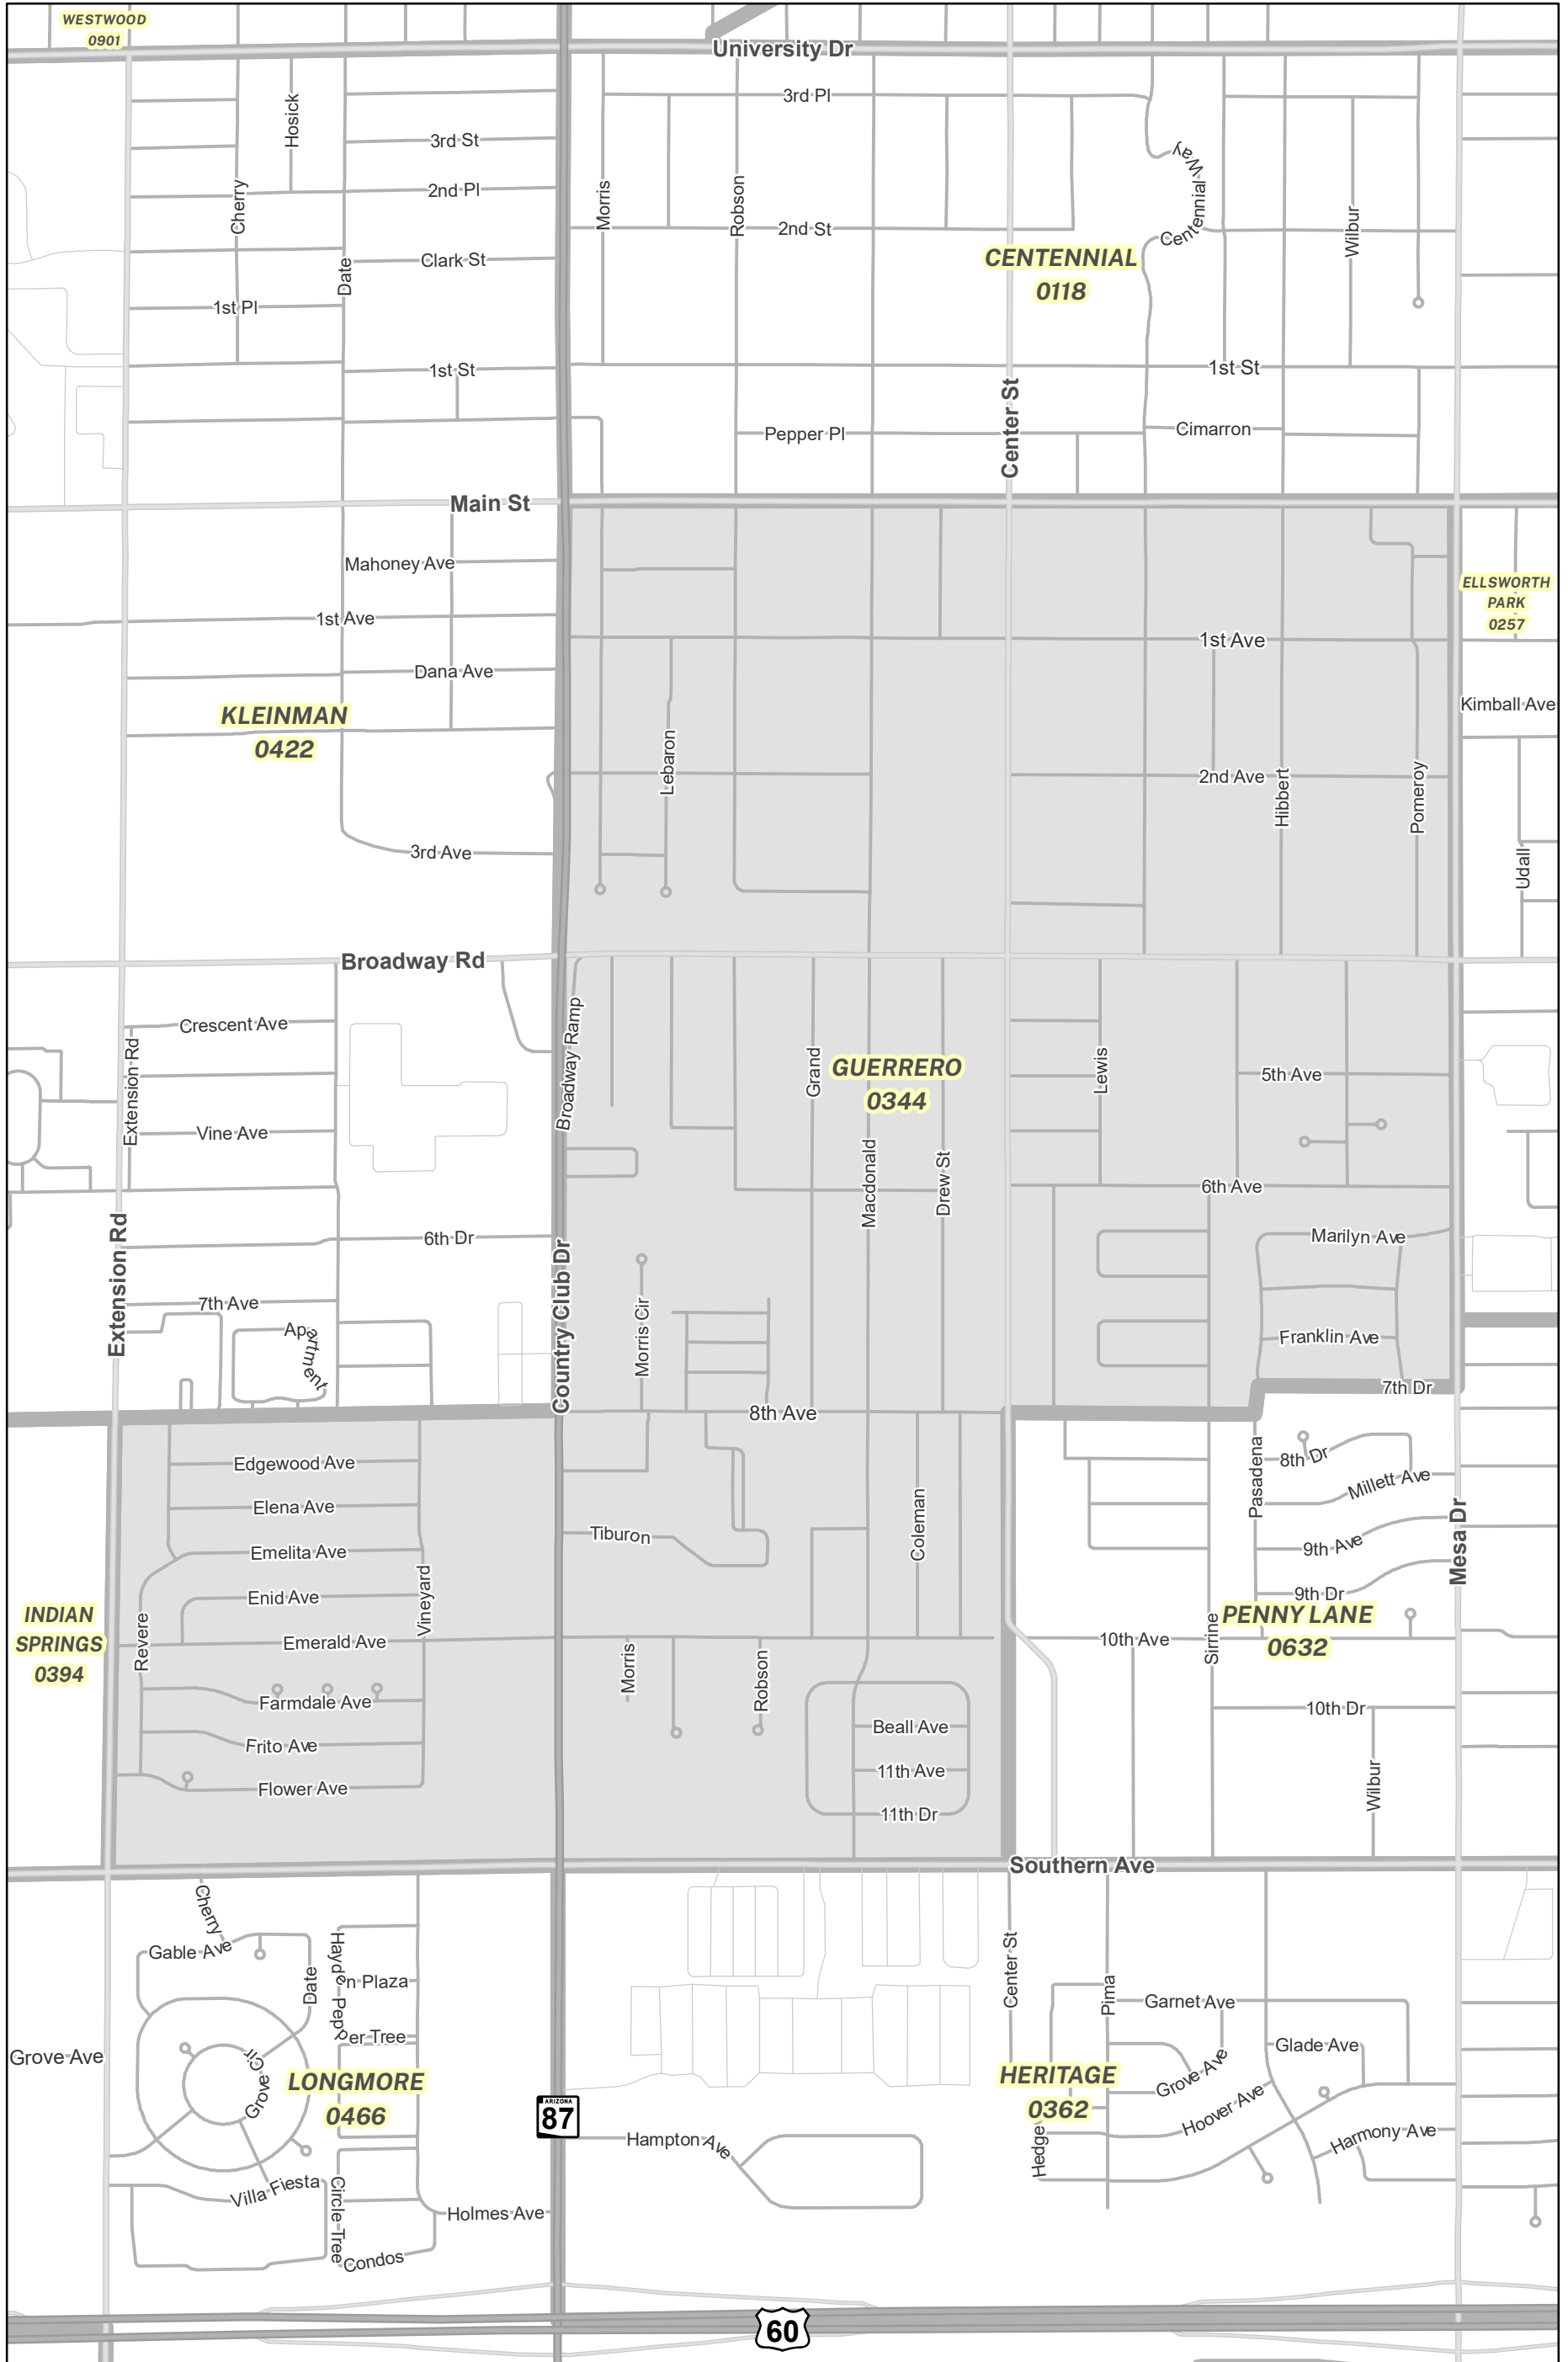 WESTWOOD
0901
University Dr
3rd Pl
Hosick
3rd St
2nd Pl
Cherry
Morris
Robson
2nd St
Centennial Way
Centennial
Wilbur
CENTENNIAL
0118
Clark St
Date
1st Pl
1st St
1st St
Center St
Pepper Pl
Cimarron
Main St
Mahoney Ave
ELLSWORTH
PARK
0257
1st Ave
1st Ave
Dana Ave
KLEINMAN
0422
Kimball Ave
Lebaron
2nd Ave
Hibbert
Pomeroy
3rd Ave
Udall
Broadway Rd
Crescent Ave
Extension Rd
Broadway Ramp
Grand
GUERRERO
0344
Lewis
5th Ave
Vine Ave
Macdonald
Drew St
6th Ave
6th Dr
Marilyn Ave
Extension Rd
Country Club Dr
7th Ave
Apartment
Morris Cir
Franklin Ave
7th Dr
8th Ave
Edgewood Ave
Pasadena
8th Dr
Millett Ave
Elena Ave
Coleman
Mesa Dr
Tiburon
Emelita Ave
9th Ave
Enid Ave
Vineyard
9th Dr
INDIAN
SPRINGS
0394
Revere
PENNY LANE
0632
Emerald Ave
Sirrine
10th Ave
Morris
Robson
Farmdale Ave
10th Dr
Beall Ave
Frito Ave
11th Ave
Wilbur
Flower Ave
11th Dr
Southern Ave
Cherry
Gable Ave
Date
Hayden Plaza
Center St
Pima
Garnet Ave
Pepper Tree
Grove Ave
Grove Cir
Glade Ave
LONGMORE
0466
HERITAGE
0362
Grove Ave
Hoover Ave
ARIZONA
87
Hampton Ave
Hedge
Harmony Ave
Villa Fiesta
Circle Tree
Holmes Ave
Condos
60